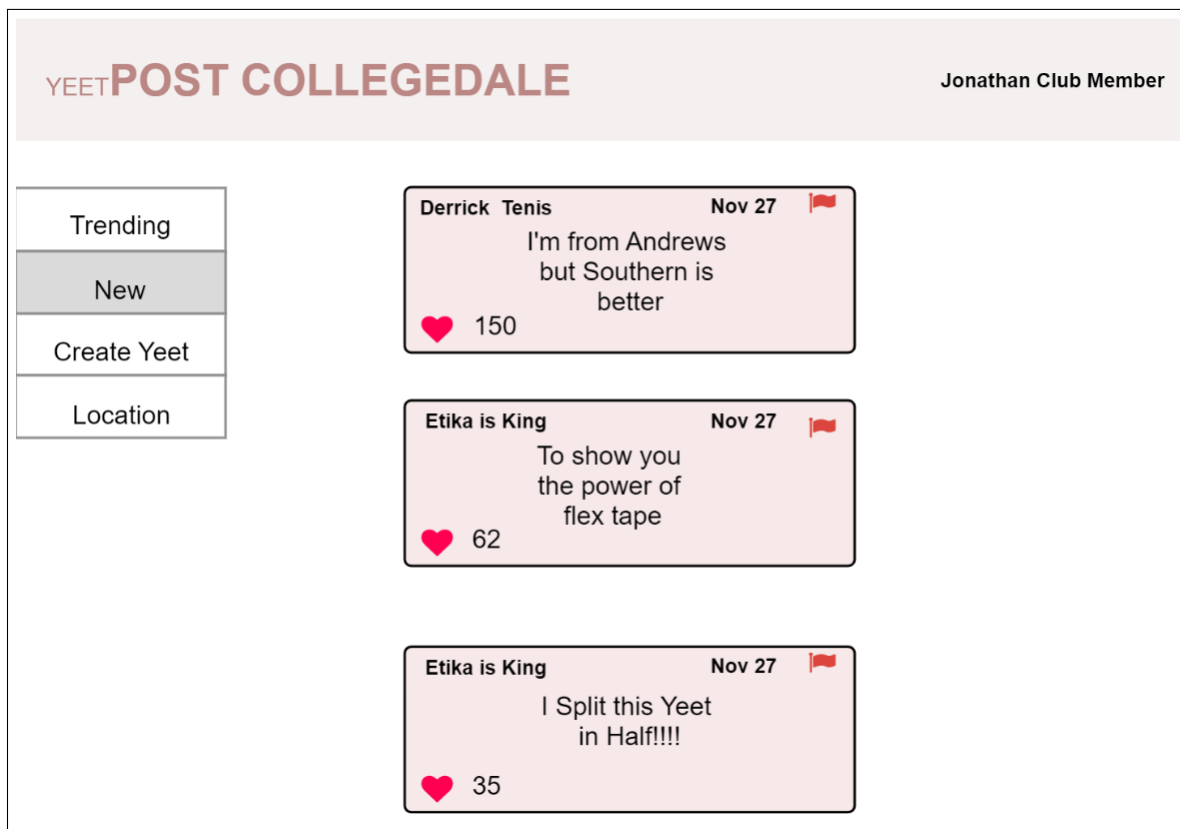 YEETPOST COLLEGEDALE
Jonathan Club Member
Trending
New
Create Yeet
Location
Derrick Tenis Nov 27
I'm from Andrews
but Southern is
better
150
Etika is King Nov 27
To show you
the power of
flex tape
62
Etika is King Nov 27
I Split this Yeet
in Half!!!!
35